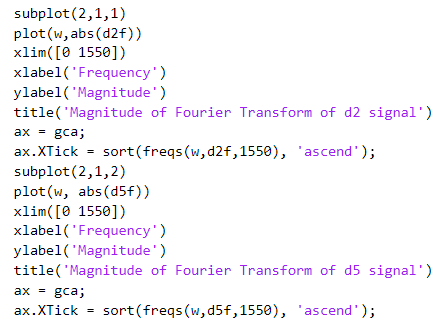 subplot(2,1,1)
plot(w,abs(d2f))
xlim([0 1550])
xlabel('Frequency')
ylabel('Magnitude')
title('Magnitude of Fourier Transform of d2 signal')
ax = gca;
ax.XTick = sort(freqs(w,d2f,1550), 'ascend');
subplot(2,1,2)
plot(w, abs(d5f))
xlim([0 1550])
xlabel('Frequency')
ylabel('Magnitude')
title('Magnitude of Fourier Transform of d5 signal')
ax = gca;
ax.XTick = sort(freqs(w,d5f,1550), 'ascend');